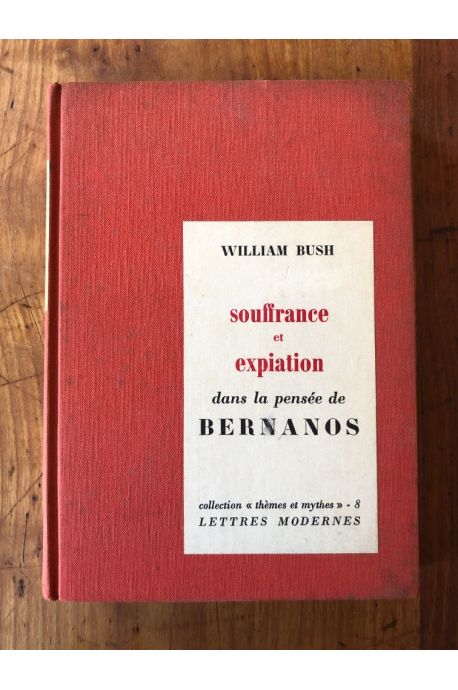 WILLIAM BUSH
souffrance
et
expiation
dans la pensée de
BERNANOS
collection « thèmes et mythes » - 8
LETTRES MODERNES